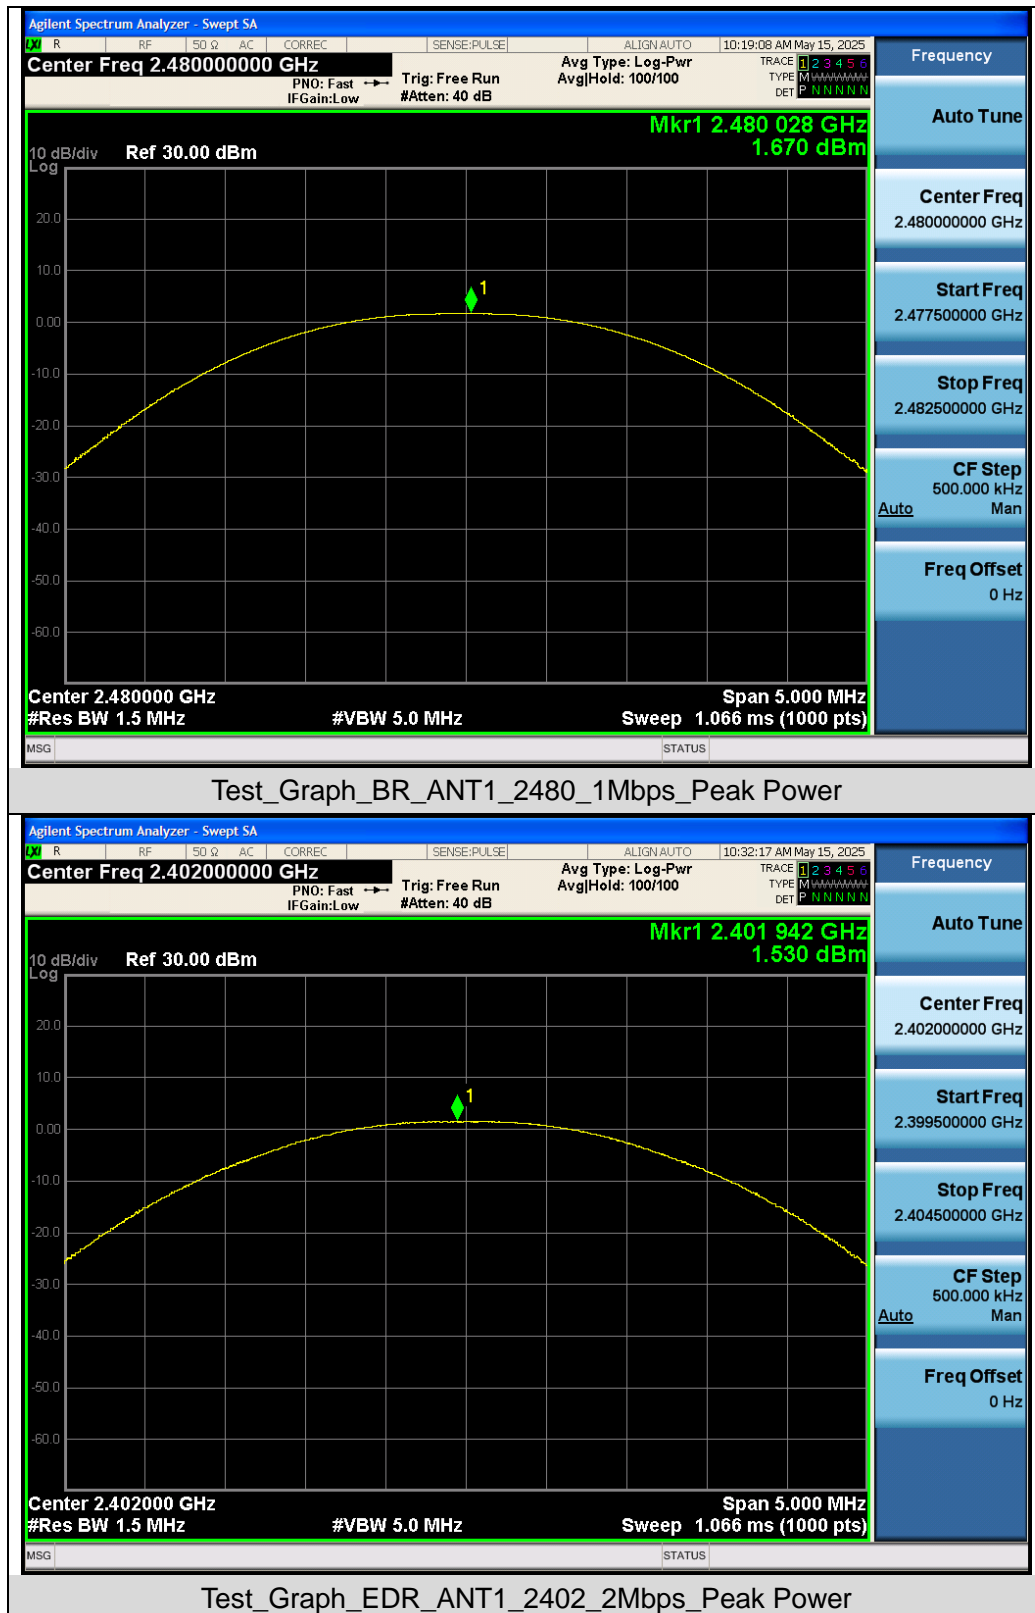 Agilent Spectrum Analyzer - Swept SA
LXI R RF 50 Ω AC CORREC SENSE:PULSE ALIGN AUTO 10:19:08 AM May 15, 2025
Center Freq 2.480000000 GHz
PNO: Fast
IFGain:Low
Trig: Free Run
#Atten: 40 dB
Avg Type: Log-Pwr
Avg|Hold: 100/100
TRACE 1 2 3 4 5 6
TYPE M WWWWW
DET P N N N N N
Mkr1 2.480 028 GHz
1.670 dBm
10 dB/div Ref 30.00 dBm
Log
20.0
10.0
0.00
-10.0
-20.0
-30.0
-40.0
-50.0
-60.0
1
Center 2.480000 GHz Span 5.000 MHz
#Res BW 1.5 MHz #VBW 5.0 MHz Sweep 1.066 ms (1000 pts)
MSG STATUS
Frequency
Auto Tune
Center Freq
2.480000000 GHz
Start Freq
2.477500000 GHz
Stop Freq
2.482500000 GHz
CF Step
500.000 kHz
Auto Man
Freq Offset
0 Hz
Test_Graph_BR_ANT1_2480_1Mbps_Peak Power
Agilent Spectrum Analyzer - Swept SA
LXI R RF 50 Ω AC CORREC SENSE:PULSE ALIGN AUTO 10:32:17 AM May 15, 2025
Center Freq 2.402000000 GHz
PNO: Fast
IFGain:Low
Trig: Free Run
#Atten: 40 dB
Avg Type: Log-Pwr
Avg|Hold: 100/100
TRACE 1 2 3 4 5 6
TYPE M WWWWW
DET P N N N N N
Mkr1 2.401 942 GHz
1.530 dBm
10 dB/div Ref 30.00 dBm
Log
20.0
10.0
0.00
-10.0
-20.0
-30.0
-40.0
-50.0
-60.0
1
Center 2.402000 GHz Span 5.000 MHz
#Res BW 1.5 MHz #VBW 5.0 MHz Sweep 1.066 ms (1000 pts)
MSG STATUS
Frequency
Auto Tune
Center Freq
2.402000000 GHz
Start Freq
2.399500000 GHz
Stop Freq
2.404500000 GHz
CF Step
500.000 kHz
Auto Man
Freq Offset
0 Hz
Test_Graph_EDR_ANT1_2402_2Mbps_Peak Power